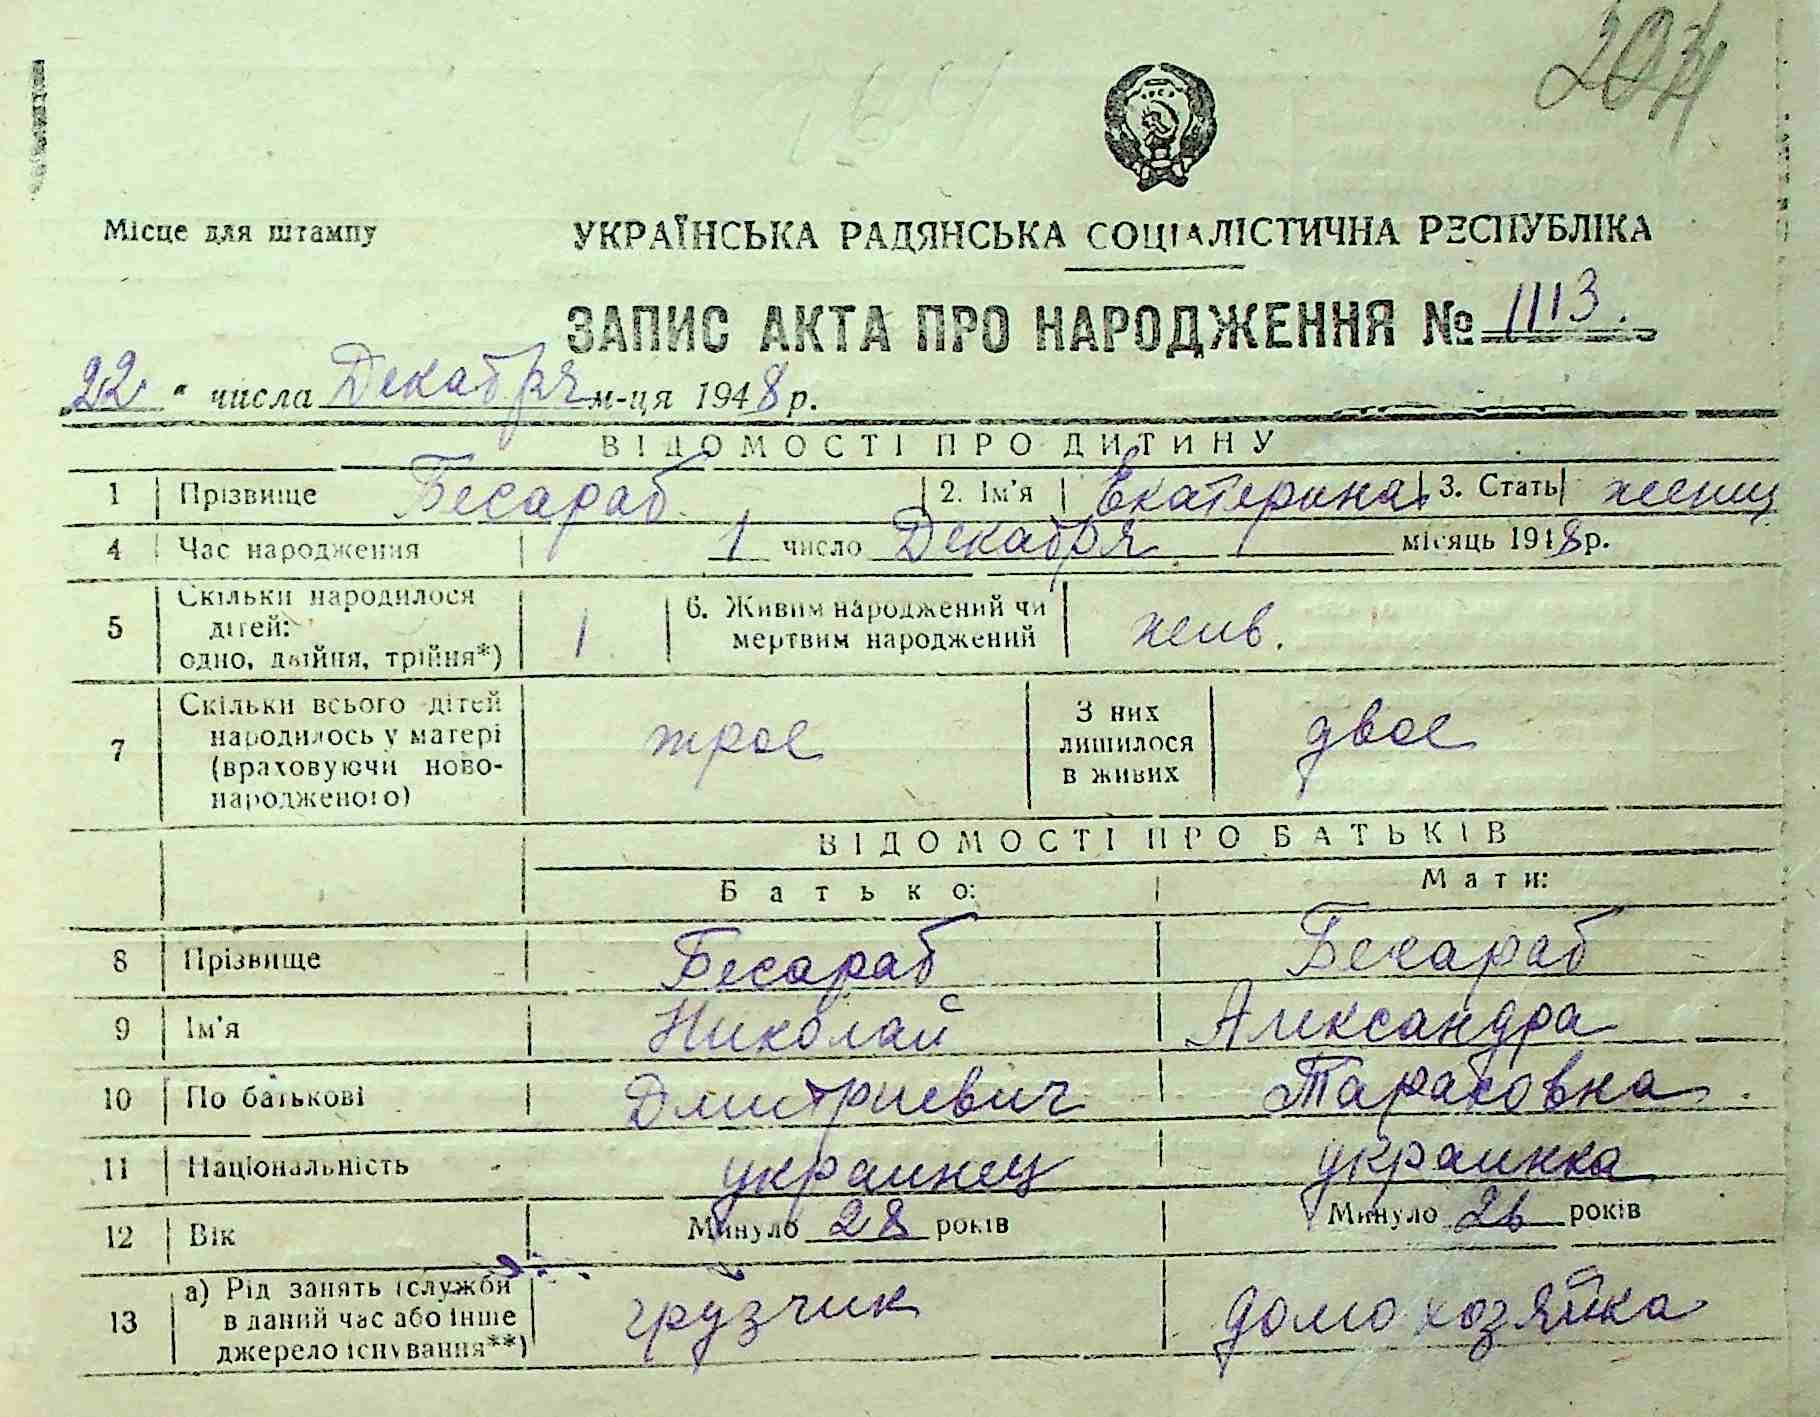 204
Місце для штампу
УКРАЇНСЬКА РАДЯНСЬКА СОЦІАЛІСТИЧНА РЕСПУБЛІКА
ЗАПИС АКТА ПРО НАРОДЖЕННЯ № 1113.
22 " числа Декабря м-ця 1948 р.
ВІДОМОСТІ ПРО ДИТИНУ
1 Прізвище Бесараб 2. Ім'я Екатерина 3. Стать женщ
4 Час народження 1 число Декабря місяць 1948 р.
5 Скільки народилося дітей: одно, двійня, трійня*) 1 6. Живим народжений чи мертвим народжений жив.
7 Скільки всього дітей народилось у матері (враховуючи новонародженого) трое З них лишилося в живих двое
ВІДОМОСТІ ПРО БАТЬКІВ
Батько: Мати:
8 Прізвище Бесараб Бесараб
9 Ім'я Николай Александра
10 По батькові Дмитриевич Тарасовна
11 Національність украинец украинка
12 Вік Минуло 28 років Минуло 26 років
13 а) Рід занять (служби в даний час або інше джерело існування**) грузчик домохозяйка